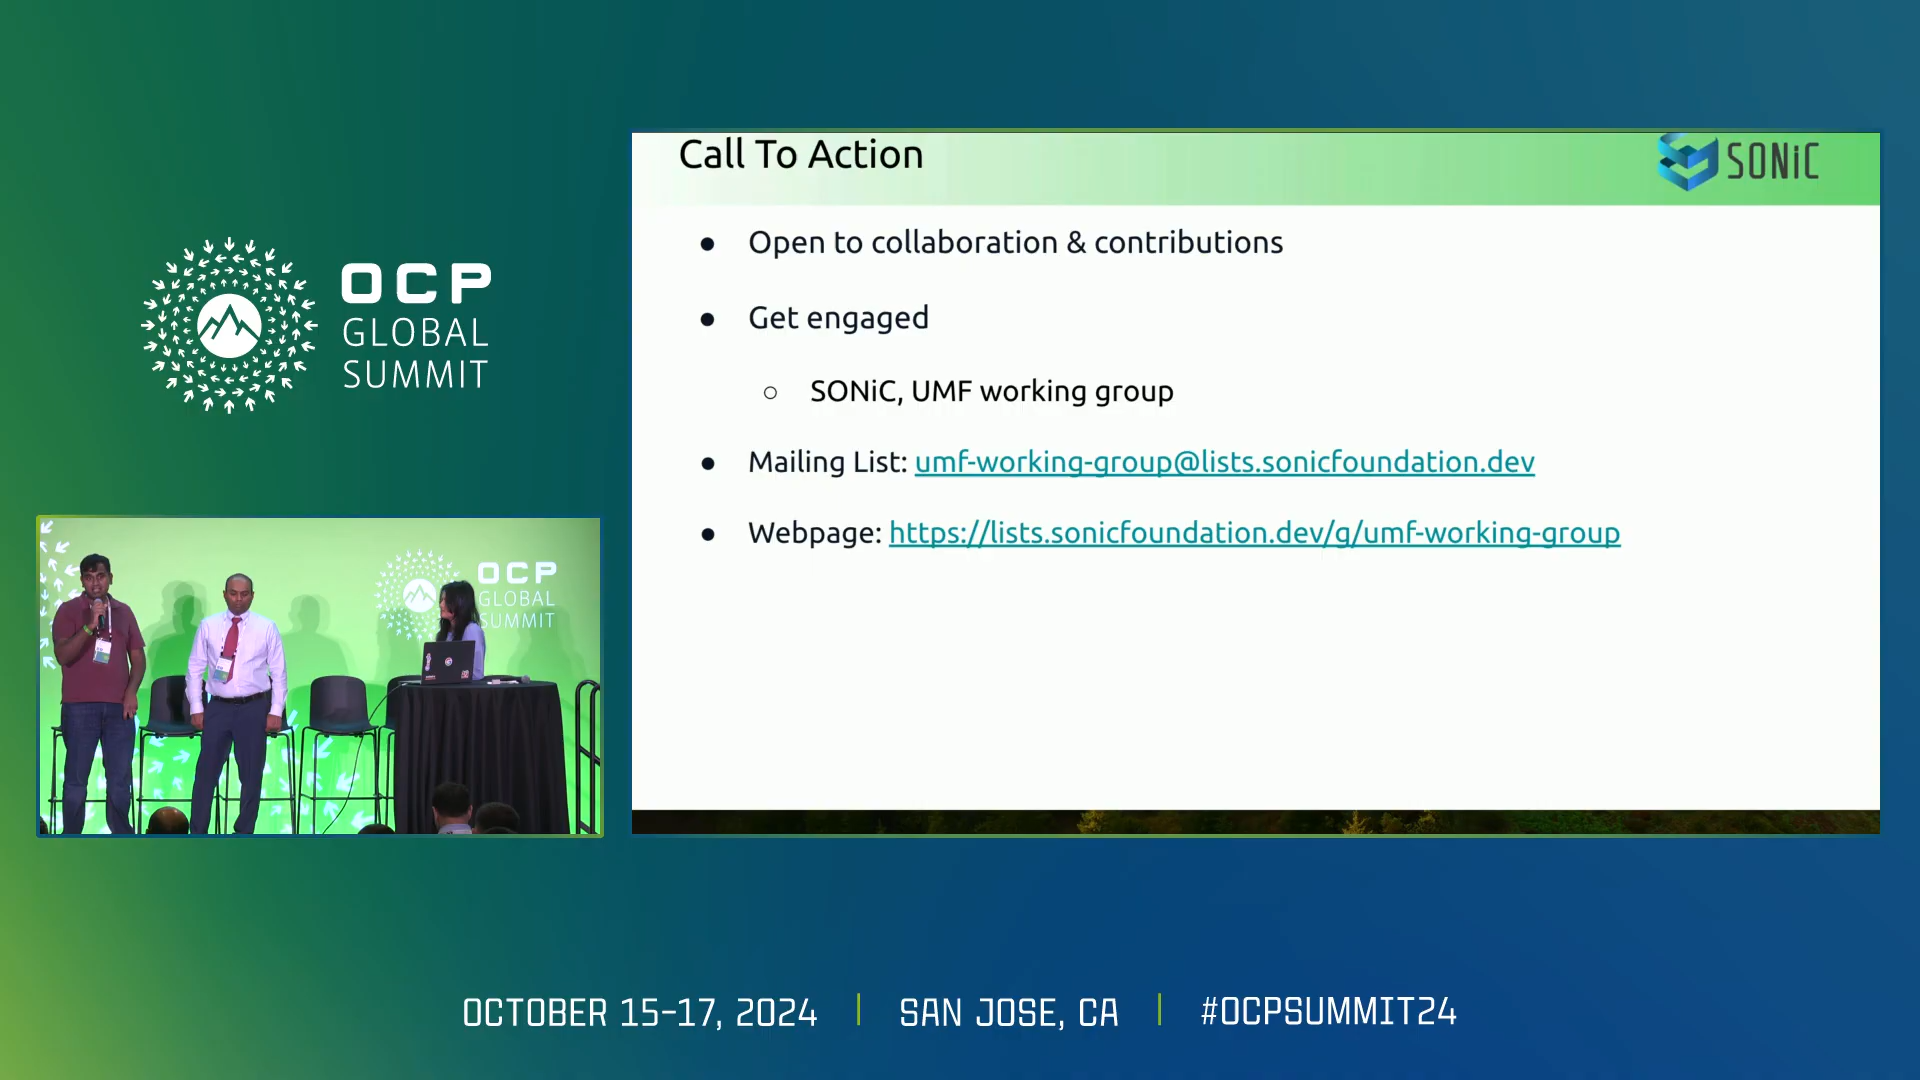 OCP
GLOBAL
SUMMIT
Call To Action
SONiC
● Open to collaboration & contributions
● Get engaged
○ SONiC, UMF working group
● Mailing List: umf-working-group@lists.sonicfoundation.dev
● Webpage: https://lists.sonicfoundation.dev/g/umf-working-group
OCP
GLOBAL
SUMMIT
OCTOBER 15-17, 2024 | SAN JOSE, CA | #OCPSUMMIT24